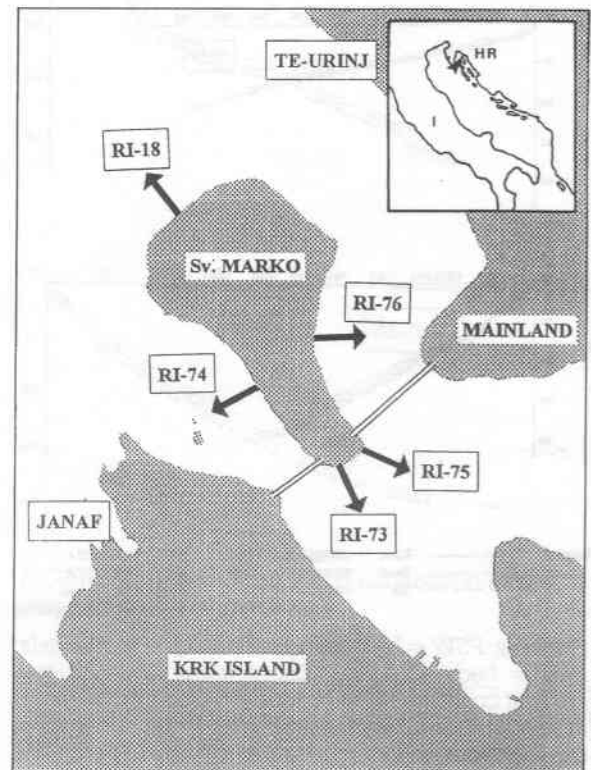 TE-URINJ
HR
I
RI-18
Sv. MARKO
RI-76
MAINLAND
RI-74
RI-75
JANAF
RI-73
KRK ISLAND